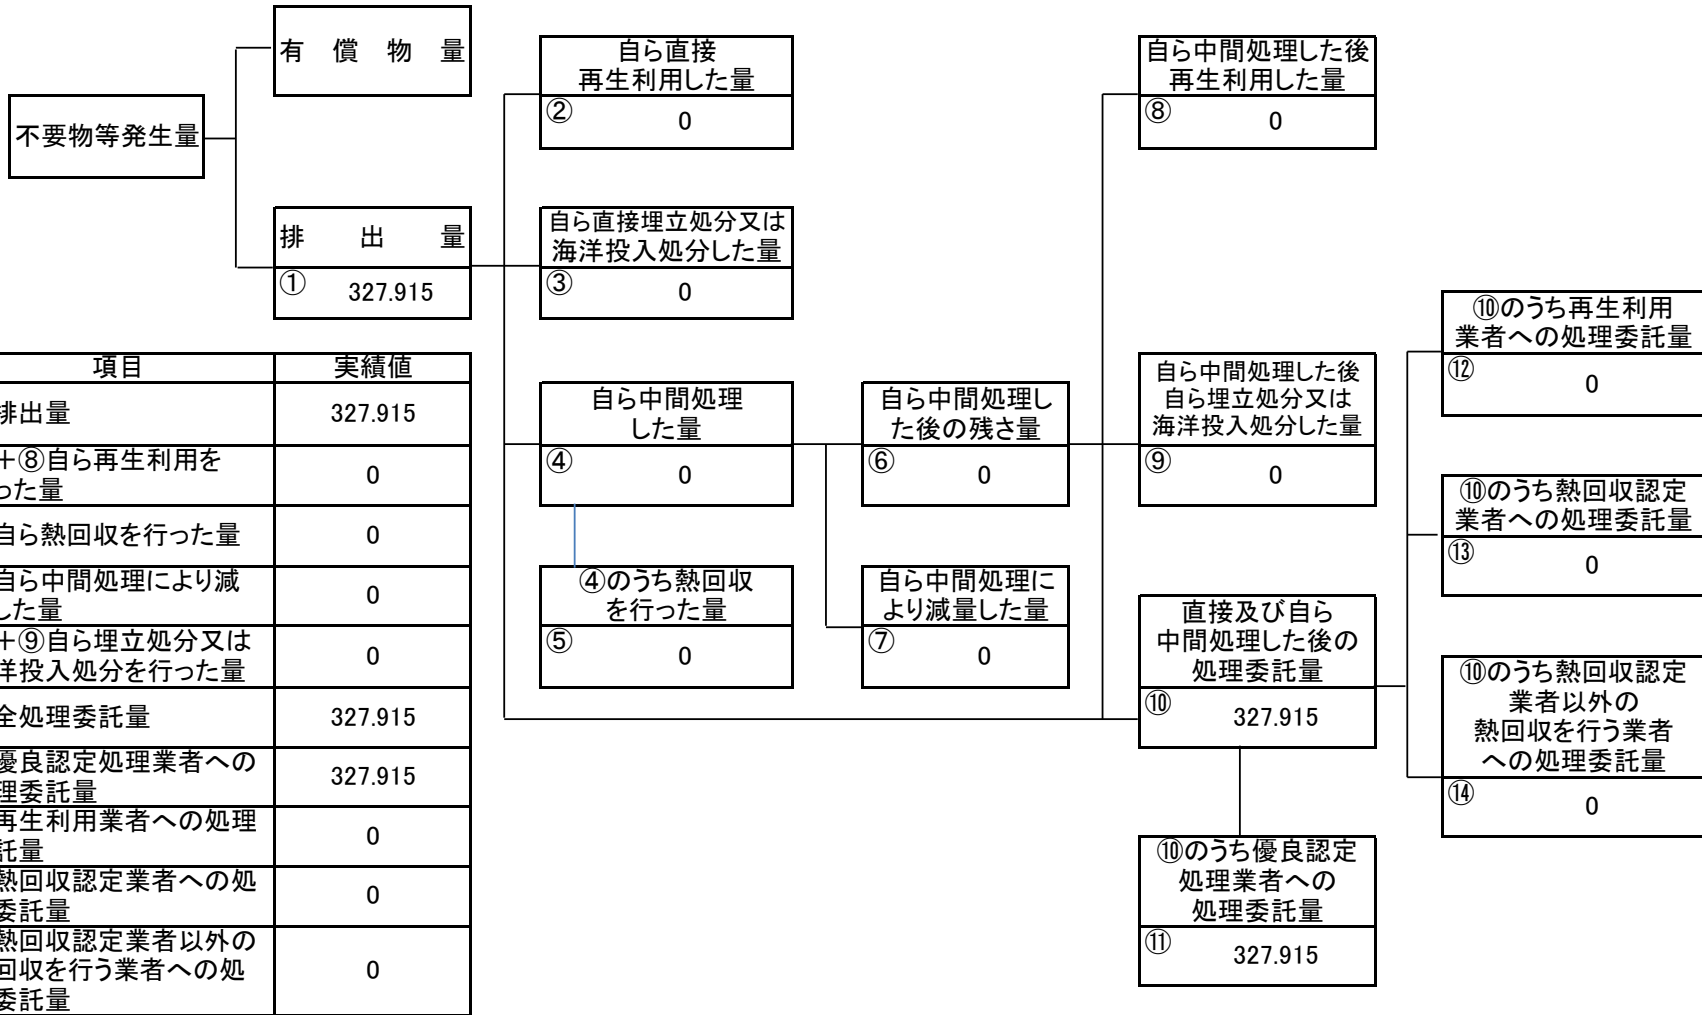 有 償 物 量
不要物等発生量
排 出 量
① 327.915
自ら直接
再生利用した量
② 0
自ら直接埋立処分又は
海洋投入処分した量
③ 0
自ら中間処理
した量
④ 0
④のうち熱回収
を行った量
⑤ 0
自ら中間処理し
た後の残さ量
⑥ 0
自ら中間処理に
より減量した量
⑦ 0
自ら中間処理した後
再生利用した量
⑧ 0
自ら中間処理した後
自ら埋立処分又は
海洋投入処分した量
⑨ 0
直接及び自ら
中間処理した後の
処理委託量
⑩ 327.915
⑩のうち優良認定
処理業者への
処理委託量
⑪ 327.915
⑩のうち再生利用
業者への処理委託量
⑫ 0
⑩のうち熱回収認定
業者への処理委託量
⑬ 0
⑩のうち熱回収認定
業者以外の
熱回収を行う業者
への処理委託量
⑭ 0
項目 実績値
排出量 327.915
+⑧自ら再生利用を
った量 0
自ら熱回収を行った量 0
自ら中間処理により減
した量 0
+⑨自ら埋立処分又は
洋投入処分を行った量 0
全処理委託量 327.915
優良認定処理業者への
理委託量 327.915
再生利用業者への処理
託量 0
熱回収認定業者への処
委託量 0
熱回収認定業者以外の
回収を行う業者への処
委託量 0